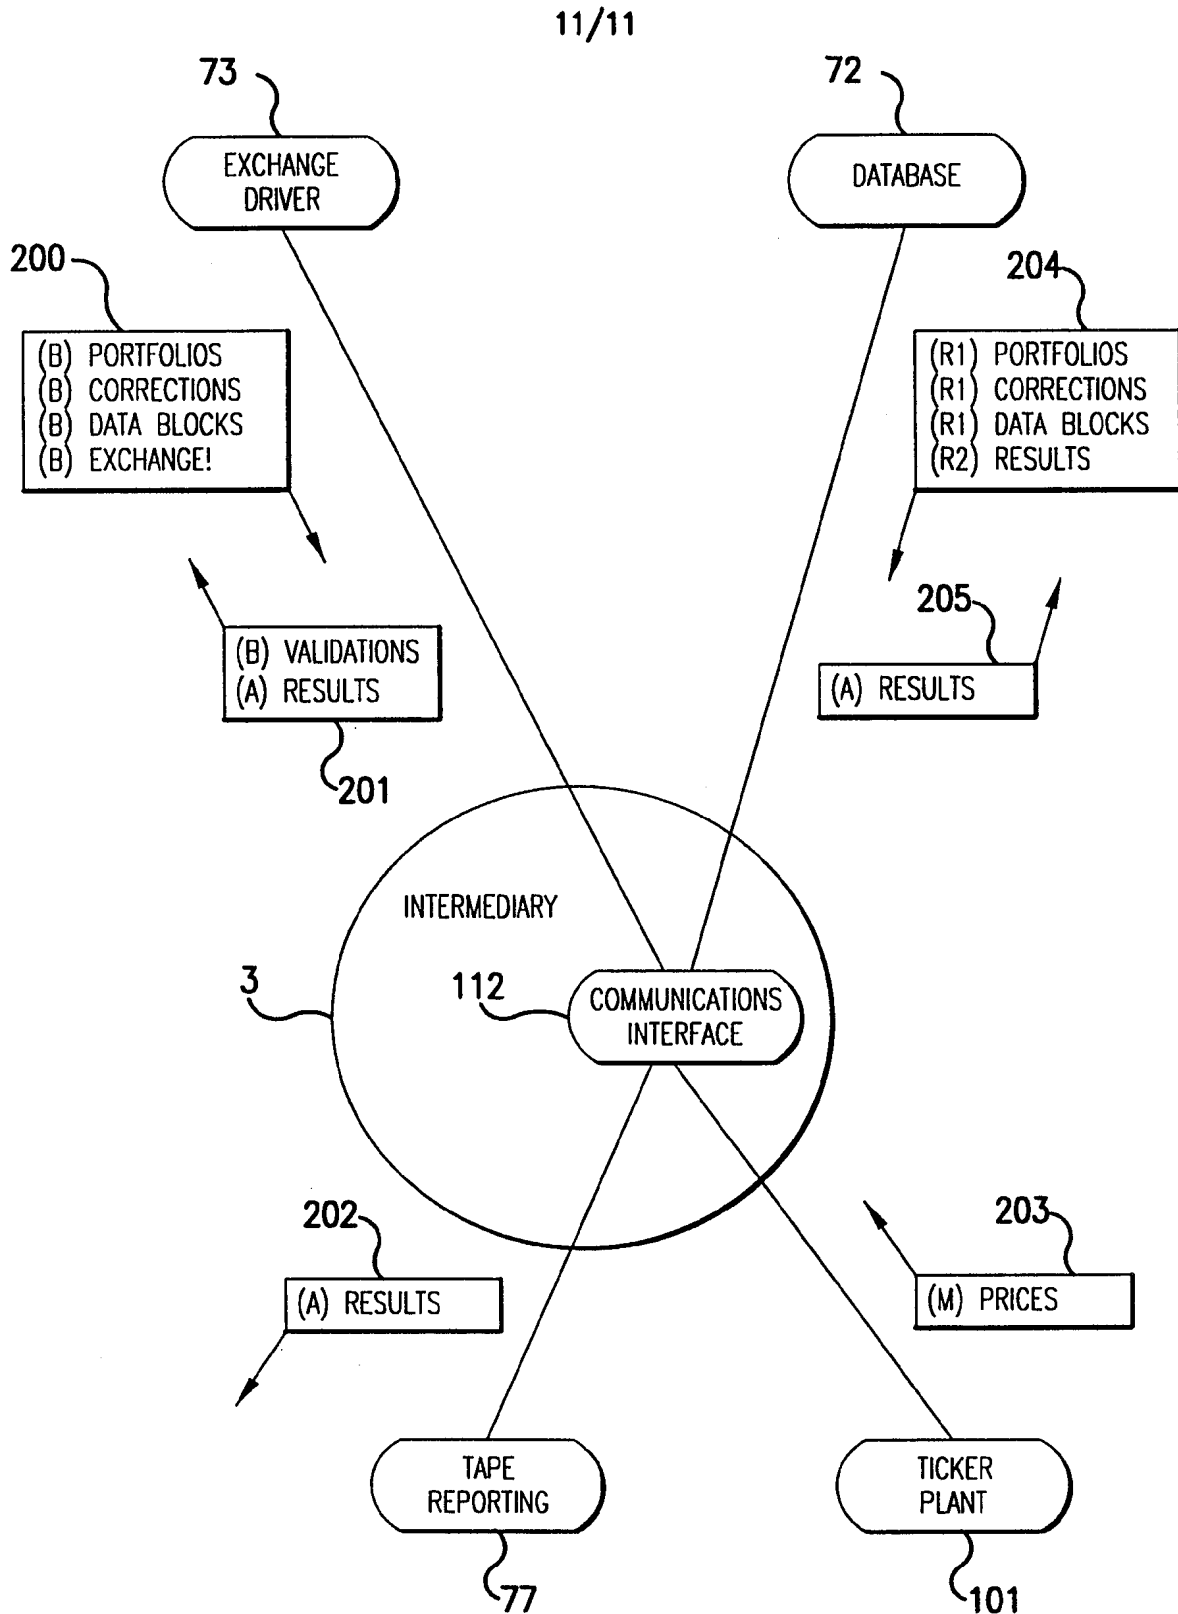 11/11
73
72
EXCHANGE
DRIVER
DATABASE
200
204
(B) PORTFOLIOS
(B) CORRECTIONS
(B) DATA BLOCKS
(B) EXCHANGE!
(R1) PORTFOLIOS
(R1) CORRECTIONS
(R1) DATA BLOCKS
(R2) RESULTS
205
(B) VALIDATIONS
(A) RESULTS
(A) RESULTS
201
INTERMEDIARY
3
112
COMMUNICATIONS
INTERFACE
202
203
(A) RESULTS
(M) PRICES
TAPE
REPORTING
TICKER
PLANT
77
101